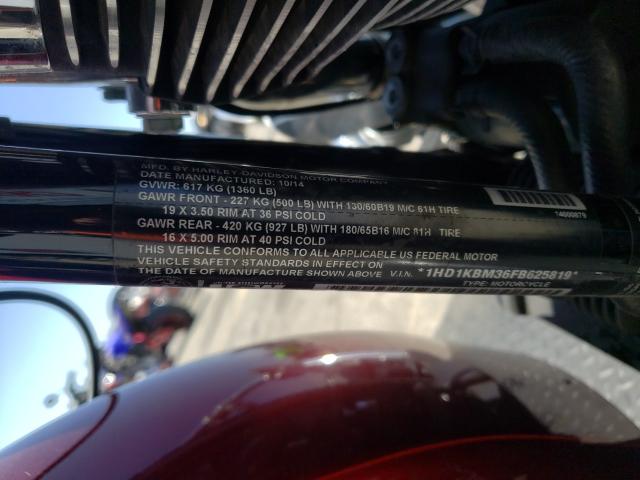 MFD. BY HARLEY-DAVIDSON MOTOR COMPANY
DATE MANUFACTURED: 10/14
GVWR: 617 KG (1360 LB)
GAWR FRONT - 227 KG (500 LB) WITH 130/60B19 M/C 61H TIRE
19 X 3.50 RIM AT 36 PSI COLD
GAWR REAR - 420 KG (927 LB) WITH 180/65B16 M/C 81H TIRE
16 X 5.00 RIM AT 40 PSI COLD
THIS VEHICLE CONFORMS TO ALL APPLICABLE US FEDERAL MOTOR
VEHICLE SAFETY STANDARDS IN EFFECT ON
THE DATE OF MANUFACTURE SHOWN ABOVE
V.I.N. *1HD1KBM36FB625819*
TYPE: MOTORCYCLE
14000879